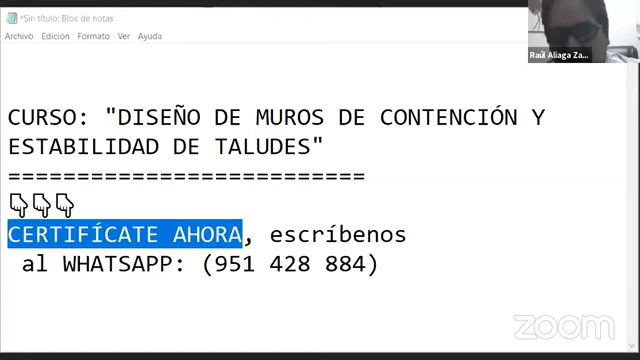 *Sin título: Bloc de notas
Archivo Edición Formato Ver Ayuda
Raúl Aliaga Za...
CURSO: "DISEÑO DE MUROS DE CONTENCIÓN Y
ESTABILIDAD DE TALUDES"
==========================
👇👇👇
CERTIFÍCATE AHORA, escríbenos
al WHATSAPP: (951 428 884)
zoom